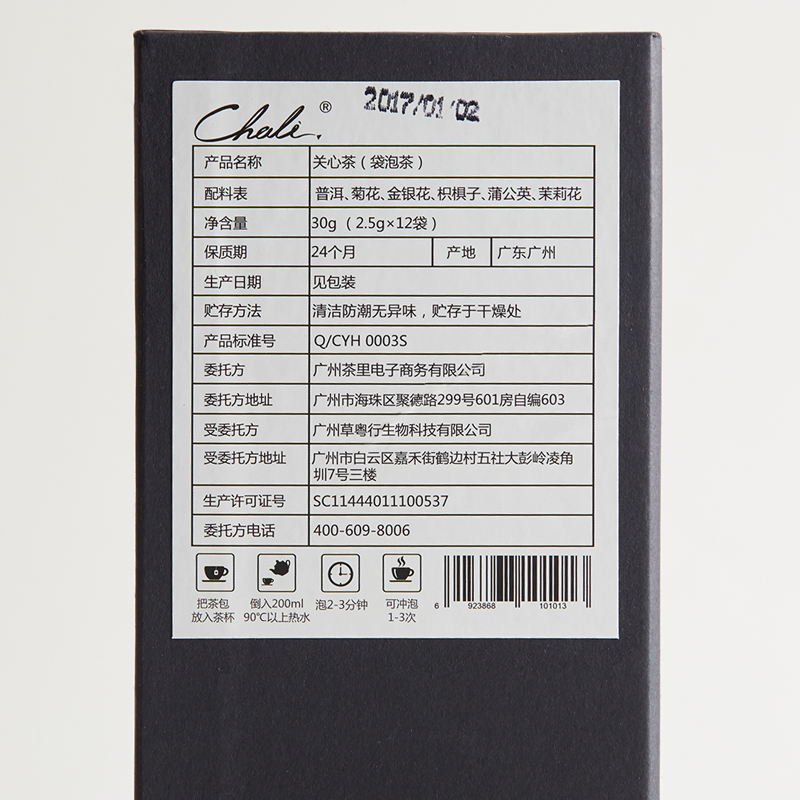 Chali.®
2017/01 02
产品名称 关心茶（袋泡茶）
配料表 普洱、菊花、金银花、枳椇子、蒲公英、茉莉花
净含量 30g（2.5g×12袋）
保质期 24个月 产地 广东广州
生产日期 见包装
贮存方法 清洁防潮无异味，贮存于干燥处
产品标准号 Q/CYH 0003S
委托方 广州茶里电子商务有限公司
委托方地址 广州市海珠区聚德路299号601房自编603
受委托方 广州草粤行生物科技有限公司
受委托方地址 广州市白云区嘉禾街鹤边村五社大彭岭凌角
圳7号三楼
生产许可证号 SC11444011100537
委托方电话 400-609-8006
把茶包 倒入200ml 泡2-3分钟 可冲泡
放入茶杯 90℃以上热水 1-3次
6 923868 101013